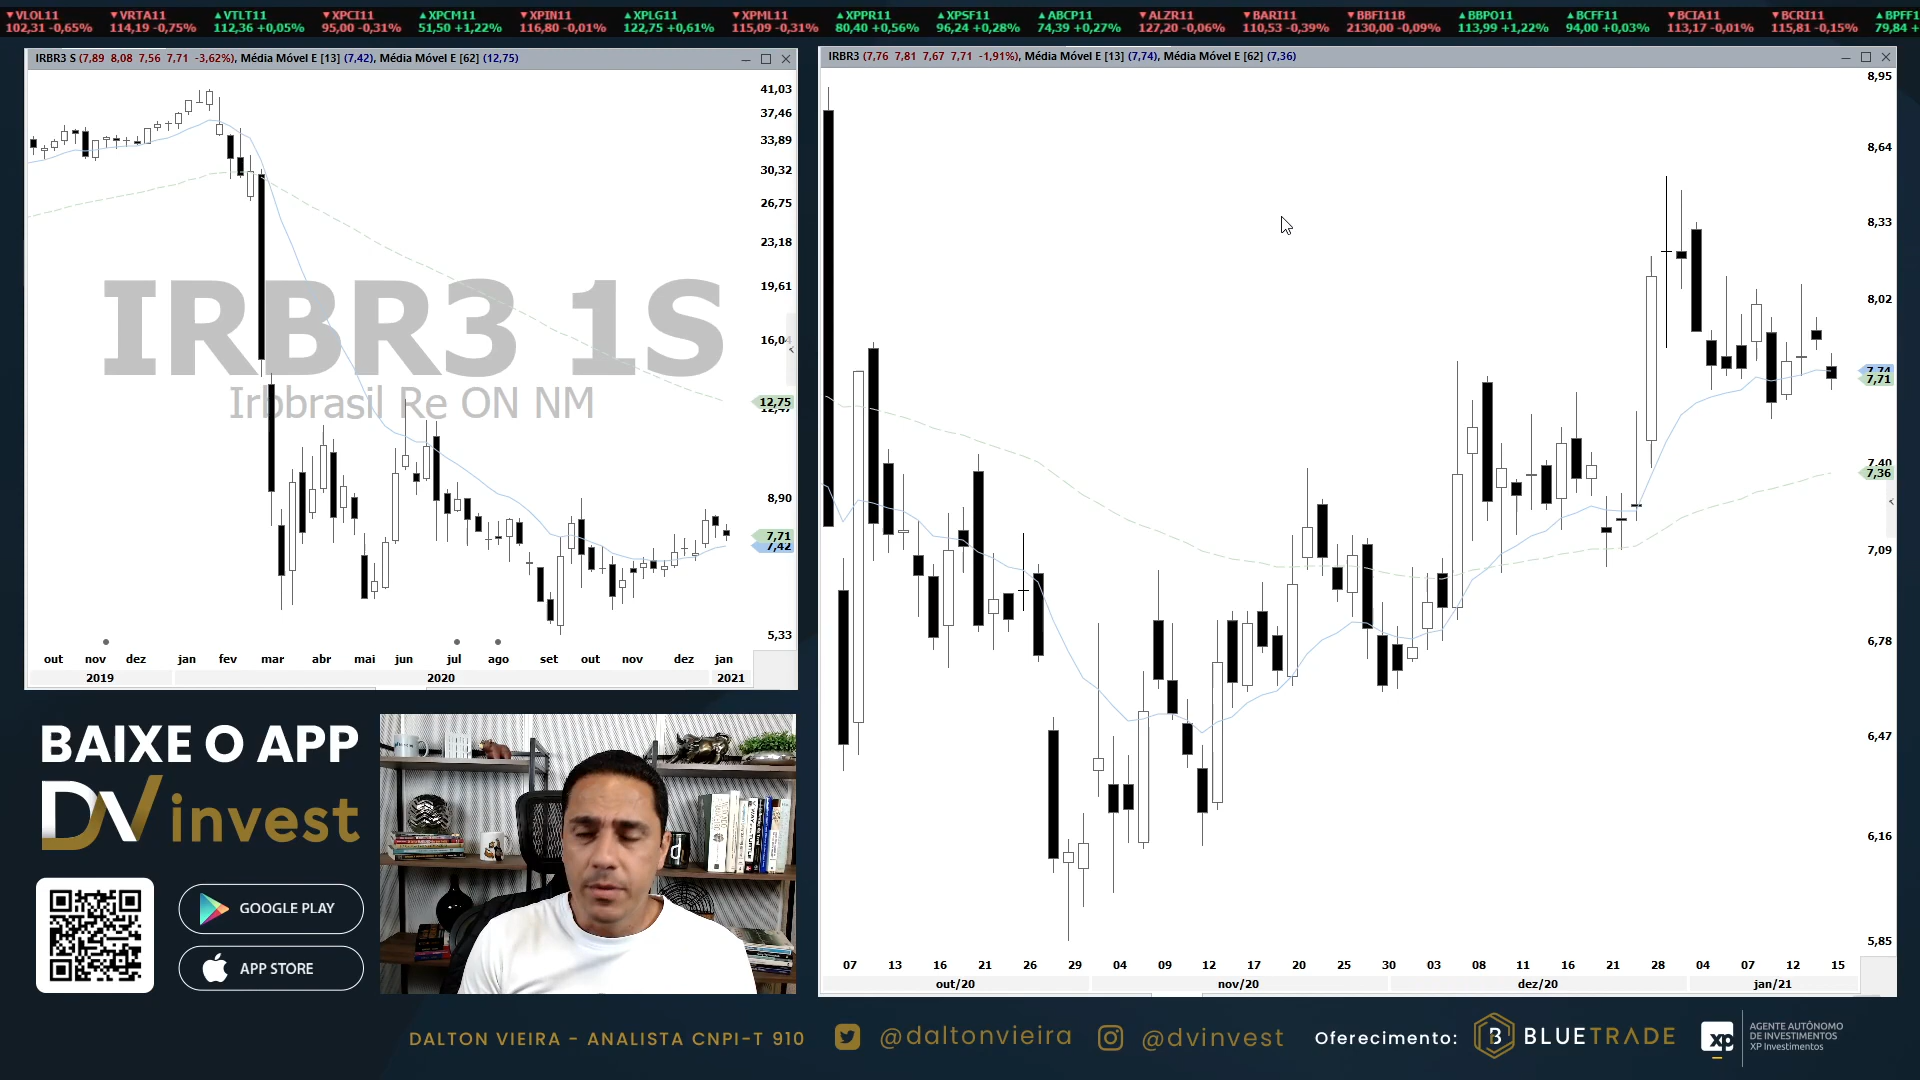 ▼VLOL11 ▼VRTA11 ▲VTLT11 ▼XPCI11 ▲XPCM11 ▼XPIN11 ▲XPLG11 ▼XPML11 ▲XPPR11 ▲XPSF11 ▲ABCP11 ▼ALZR11 ▼BARI11 ▼BBFI11B ▲BBPO11 ▲BCFF11 ▼BCIA11 ▼BCRI11 ▲BPFF1
102,31 -0,65% 114,19 -0,75% 112,36 +0,05% 95,00 -0,31% 51,50 +1,22% 116,80 -0,01% 122,75 +0,61% 115,09 -0,31% 80,40 +0,56% 96,24 +0,28% 74,39 +0,27% 127,20 -0,06% 110,53 -0,39% 2130,00 -0,09% 113,99 +1,22% 94,00 +0,03% 113,17 -0,01% 115,81 -0,15% 79,84 +
IRBR3 S (7,89 8,08 7,56 7,71 -3,62%), Média Móvel E [13] (7,42), Média Móvel E [62] (12,75)
41,03
37,46
33,89
30,32
26,75
23,18
19,61
16,04
12,75
8,90
7,71
7,42
5,33
IRBR3 1S
Irbbrasil Re ON NM
out nov dez jan fev mar abr mai jun jul ago set out nov dez jan
2019 2020 2021
IRBR3 (7,76 7,81 7,67 7,71 -1,91%), Média Móvel E [13] (7,74), Média Móvel E [62] (7,36)
8,95
8,64
8,33
8,02
7,74
7,71
7,40
7,36
7,09
6,78
6,47
6,16
5,85
07 13 16 21 26 29 04 09 12 17 20 25 30 03 08 11 16 21 28 04 07 12 15
out/20 nov/20 dez/20 jan/21
BAIXE O APP
DV invest
GOOGLE PLAY
APP STORE
d
DALTON VIEIRA - ANALISTA CNPI-T 910
@daltonvieira
@dvinvest
Oferecimento:
B BLUETRADE
xp
AGENTE AUTÔNOMO
DE INVESTIMENTOS
XP Investimentos